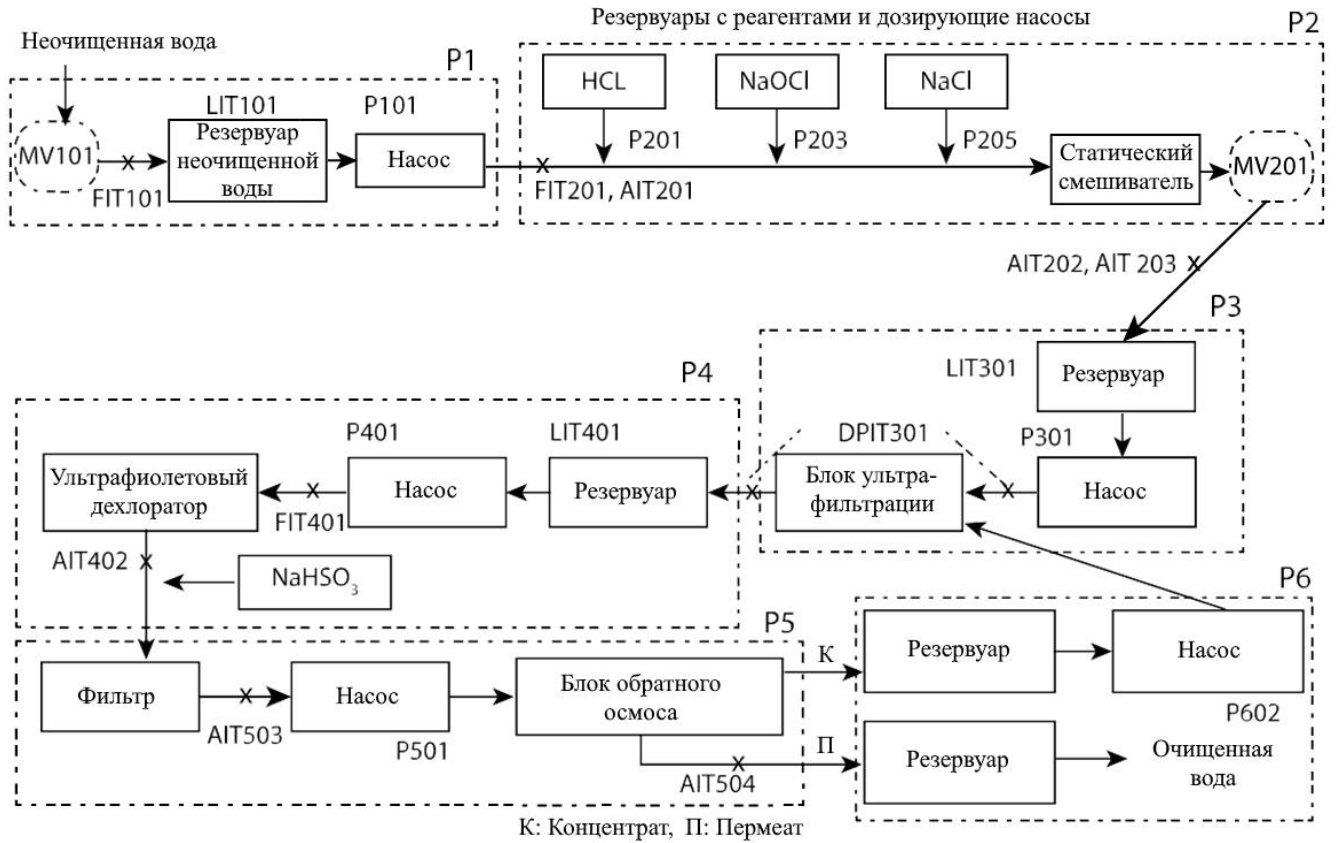 Резервуары с реагентами и дозирующие насосы
Неочищенная вода
P1
P2
LIT101
P101
HCL
NaOCl
NaCl
MV101
Резервуар
неочищенной
воды
Насос
P201
P203
P205
Статический
смешиватель
MV201
FIT101
FIT201, AIT201
AIT202, AIT 203
P3
LIT301
Резервуар
P4
P401
LIT401
DPIT301
P301
Ультрафиолетовый
дехлоратор
Насос
Резервуар
Блок ультра-
фильтрации
Насос
FIT401
AIT402
NaHSO3
P6
P5
Фильтр
Насос
Блок обратного
осмоса
К
Резервуар
Насос
AIT503
P501
P602
П
Резервуар
Очищенная
вода
AIT504
К: Концентрат, П: Пермеат